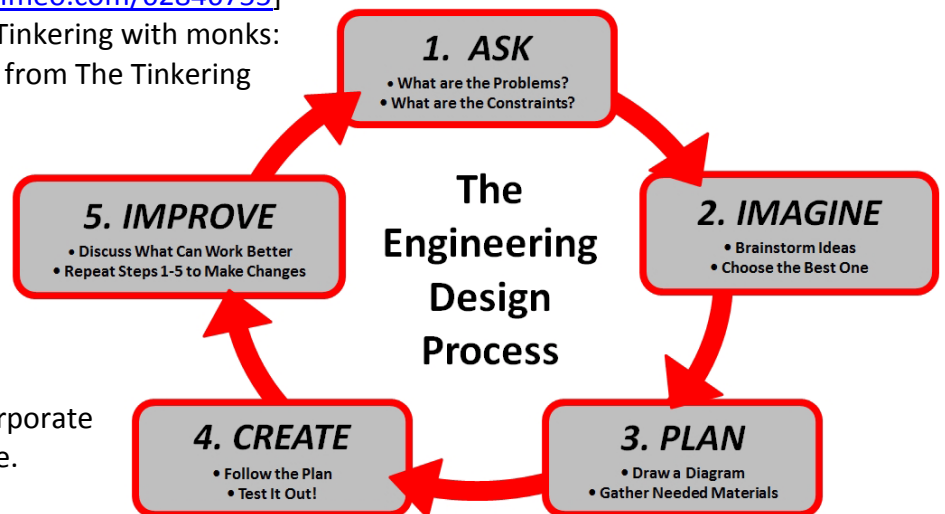 Tinkering with monks:
from The Tinkering
1. ASK
• What are the Problems?
• What are the Constraints?
2. IMAGINE
• Brainstorm Ideas
• Choose the Best One
3. PLAN
• Draw a Diagram
• Gather Needed Materials
4. CREATE
• Follow the Plan
• Test It Out!
5. IMPROVE
• Discuss What Can Work Better
• Repeat Steps 1-5 to Make Changes
The
Engineering
Design
Process